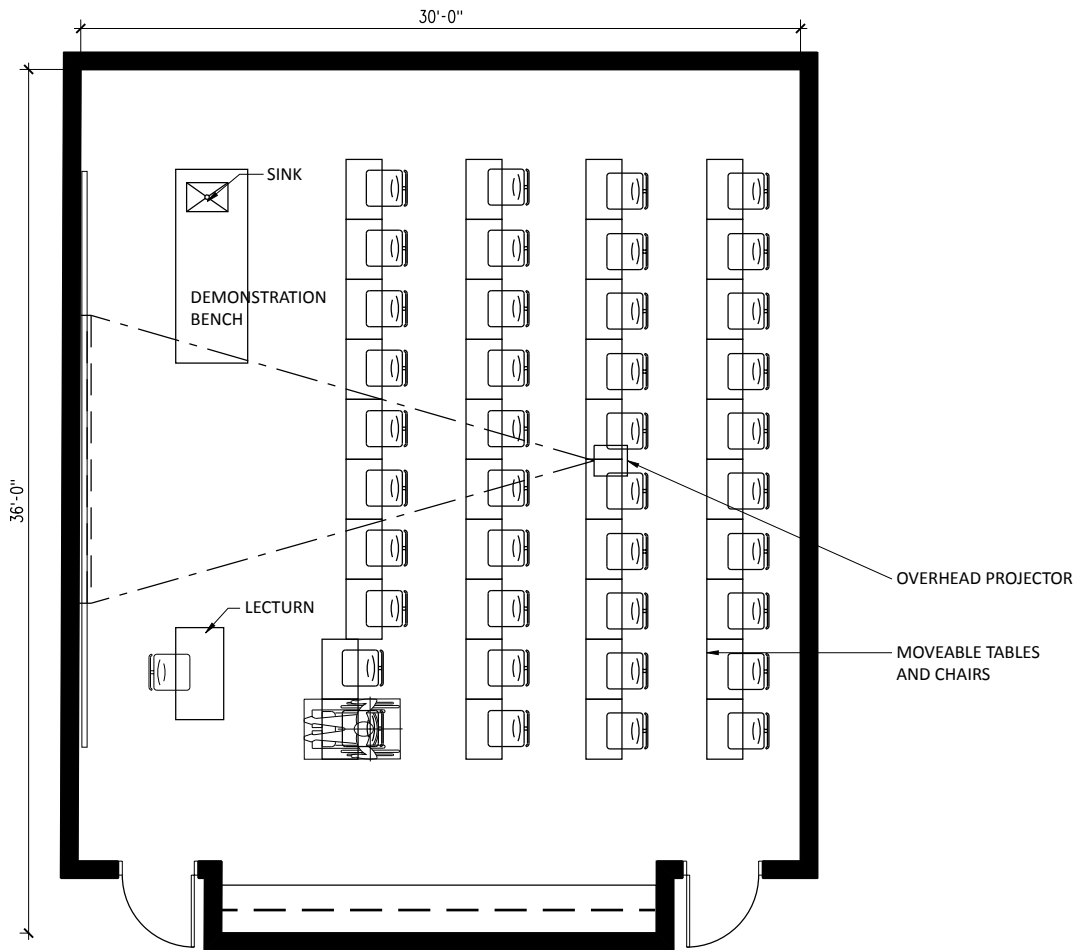 30'-0"
SINK
DEMONSTRATION
BENCH
36'-0"
OVERHEAD PROJECTOR
LECTURN
MOVEABLE TABLES
AND CHAIRS